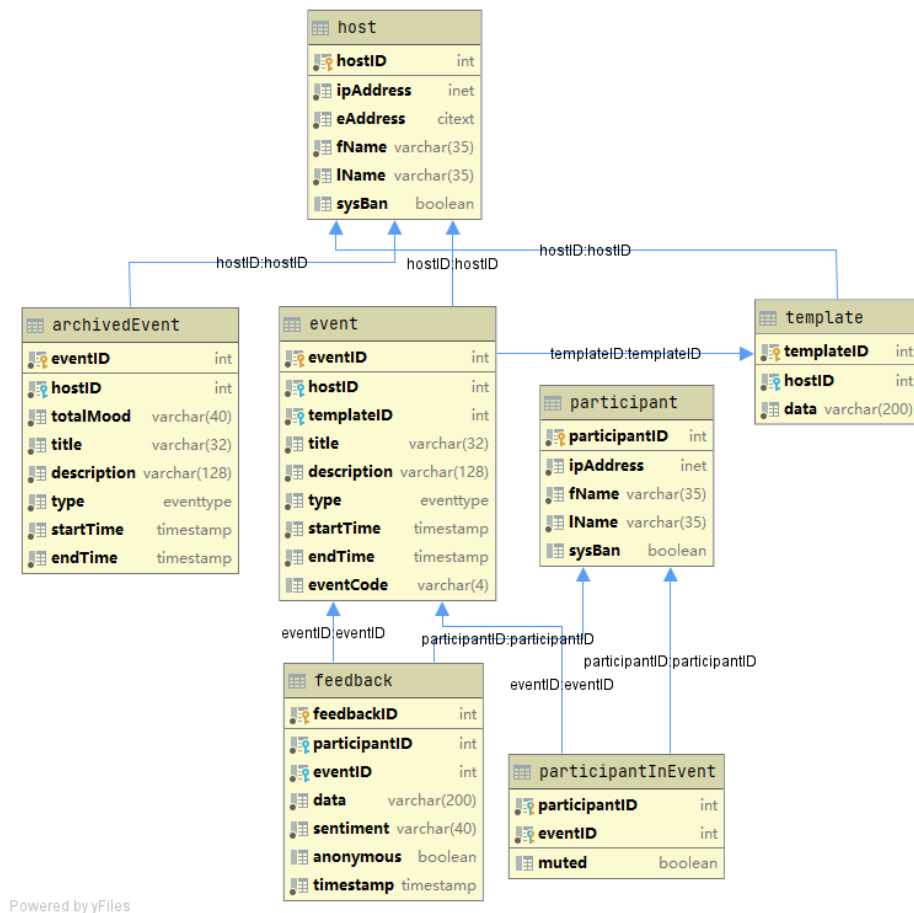 host
hostID int
ipAddress inet
eAddress citext
fName varchar(35)
lName varchar(35)
sysBan boolean
hostID:hostID
hostID:hostID
hostID:hostID
archivedEvent
eventID int
hostID int
totalMood varchar(40)
title varchar(32)
description varchar(128)
type eventtype
startTime timestamp
endTime timestamp
event
eventID int
hostID int
templateID int
title varchar(32)
description varchar(128)
type eventtype
startTime timestamp
endTime timestamp
eventCode varchar(4)
templateID:templateID
template
templateID int
hostID int
data varchar(200)
participant
participantID int
ipAddress inet
fName varchar(35)
lName varchar(35)
sysBan boolean
eventID:eventID
participantID:participantID
participantID:participantID
eventID:eventID
feedback
feedbackID int
participantID int
eventID int
data varchar(200)
sentiment varchar(40)
anonymous boolean
timestamp timestamp
participantInEvent
participantID int
eventID int
muted boolean
Powered by yFiles